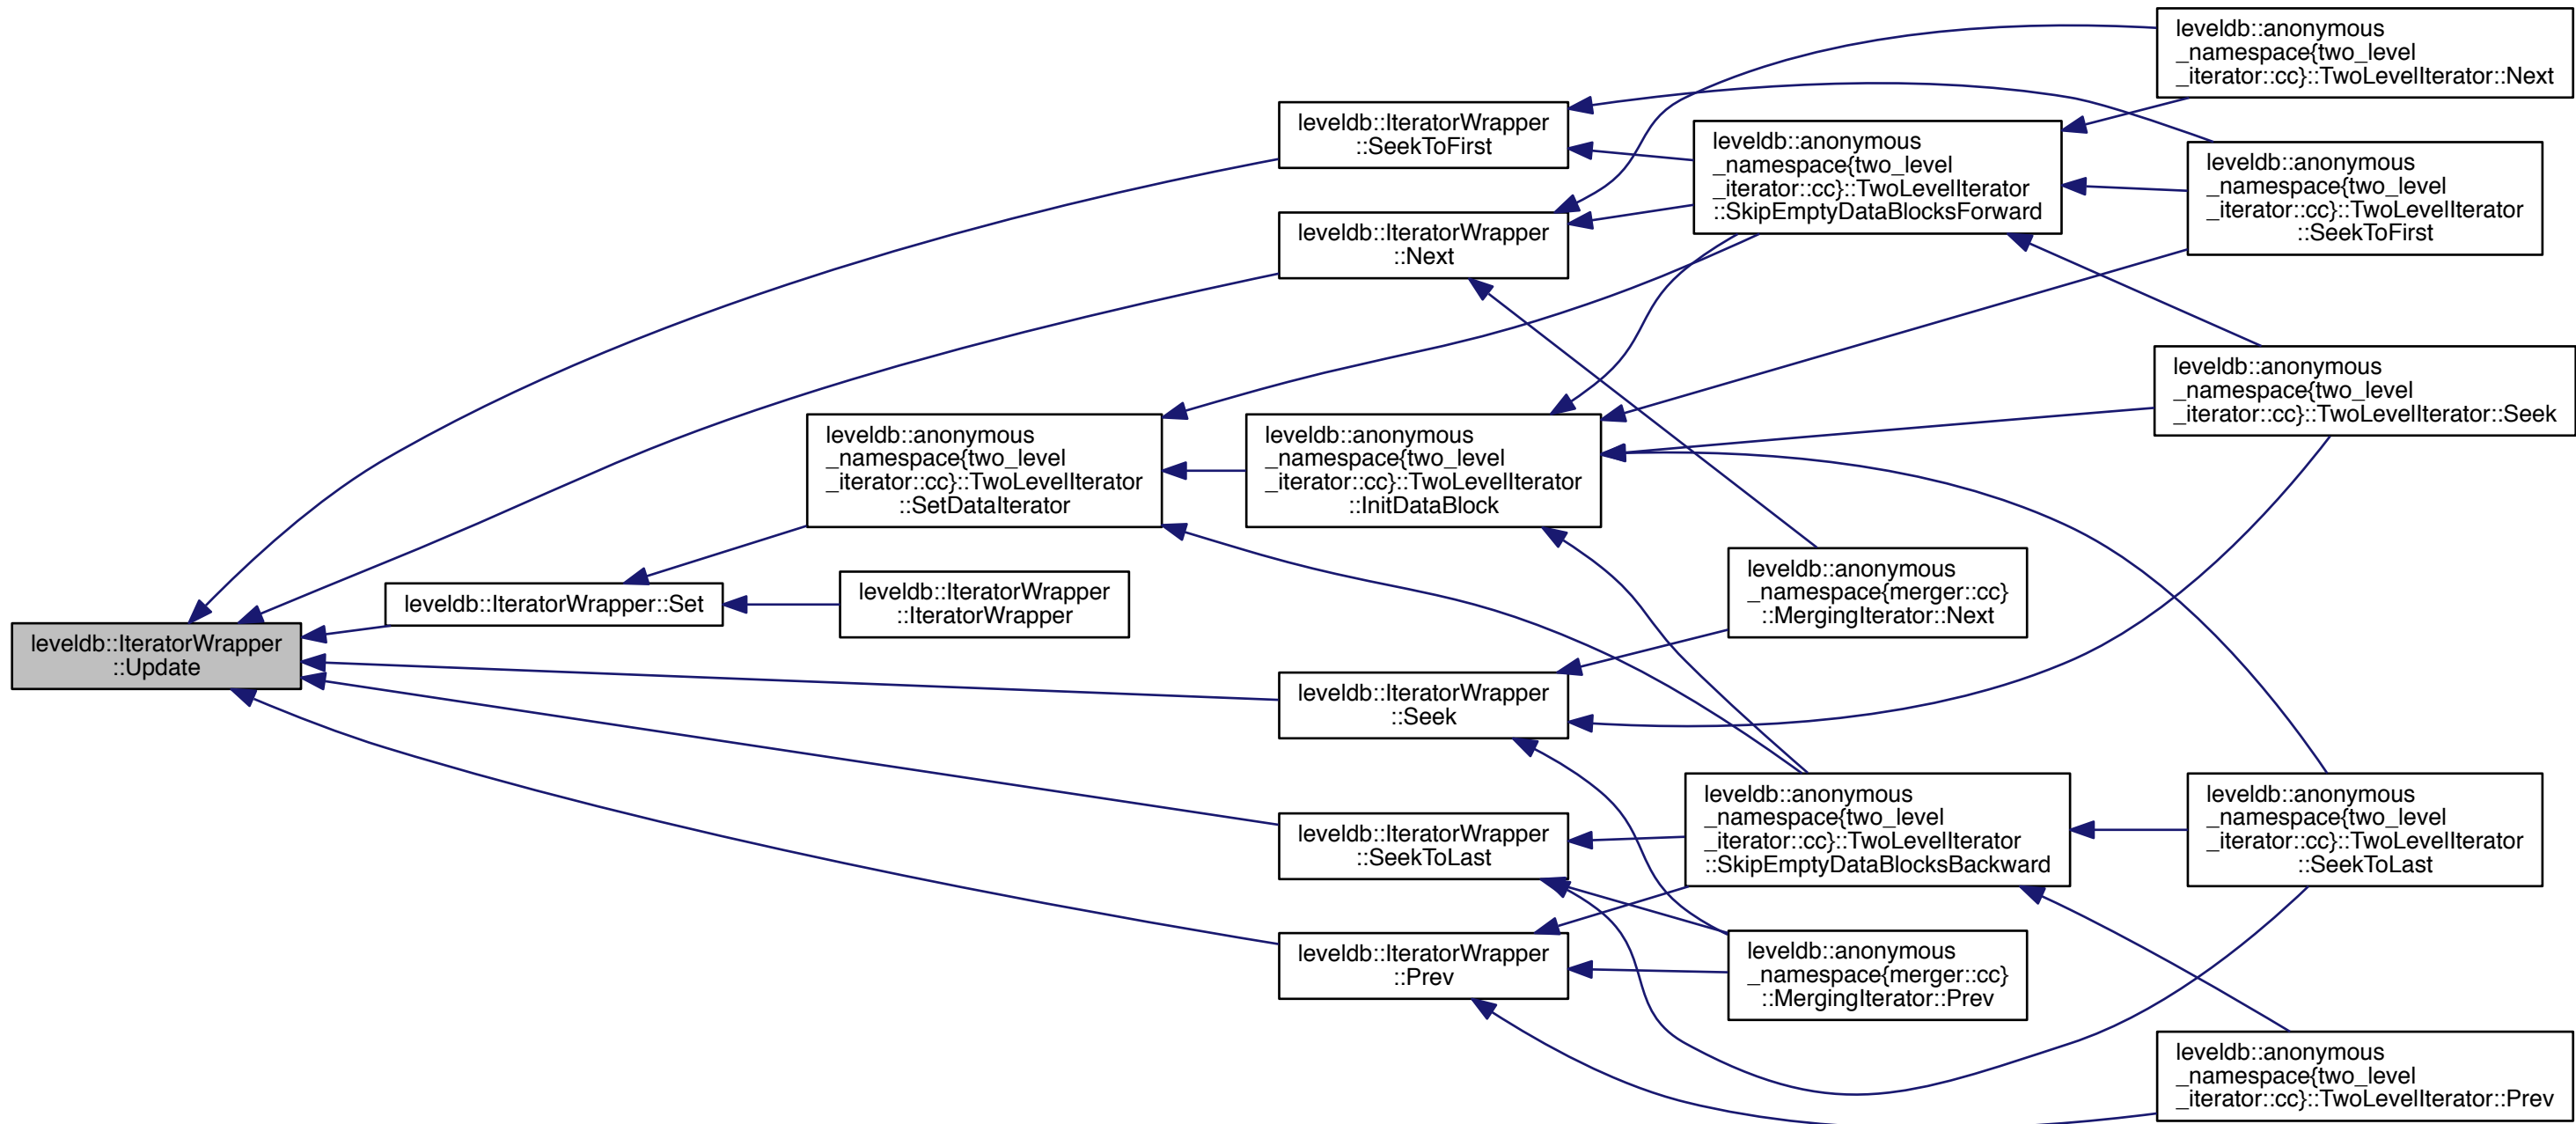 leveldb::IteratorWrapper
::Update
leveldb::IteratorWrapper::Set
leveldb::anonymous
_namespace{two_level
_iterator::cc}::TwoLevelIterator
::SetDataIterator
leveldb::IteratorWrapper
::IteratorWrapper
leveldb::IteratorWrapper
::SeekToFirst
leveldb::IteratorWrapper
::Next
leveldb::anonymous
_namespace{two_level
_iterator::cc}::TwoLevelIterator
::InitDataBlock
leveldb::IteratorWrapper
::Seek
leveldb::IteratorWrapper
::SeekToLast
leveldb::IteratorWrapper
::Prev
leveldb::anonymous
_namespace{two_level
_iterator::cc}::TwoLevelIterator
::SkipEmptyDataBlocksForward
leveldb::anonymous
_namespace{merger::cc}
::MergingIterator::Next
leveldb::anonymous
_namespace{two_level
_iterator::cc}::TwoLevelIterator
::SkipEmptyDataBlocksBackward
leveldb::anonymous
_namespace{merger::cc}
::MergingIterator::Prev
leveldb::anonymous
_namespace{two_level
_iterator::cc}::TwoLevelIterator::Next
leveldb::anonymous
_namespace{two_level
_iterator::cc}::TwoLevelIterator
::SeekToFirst
leveldb::anonymous
_namespace{two_level
_iterator::cc}::TwoLevelIterator::Seek
leveldb::anonymous
_namespace{two_level
_iterator::cc}::TwoLevelIterator
::SeekToLast
leveldb::anonymous
_namespace{two_level
_iterator::cc}::TwoLevelIterator::Prev